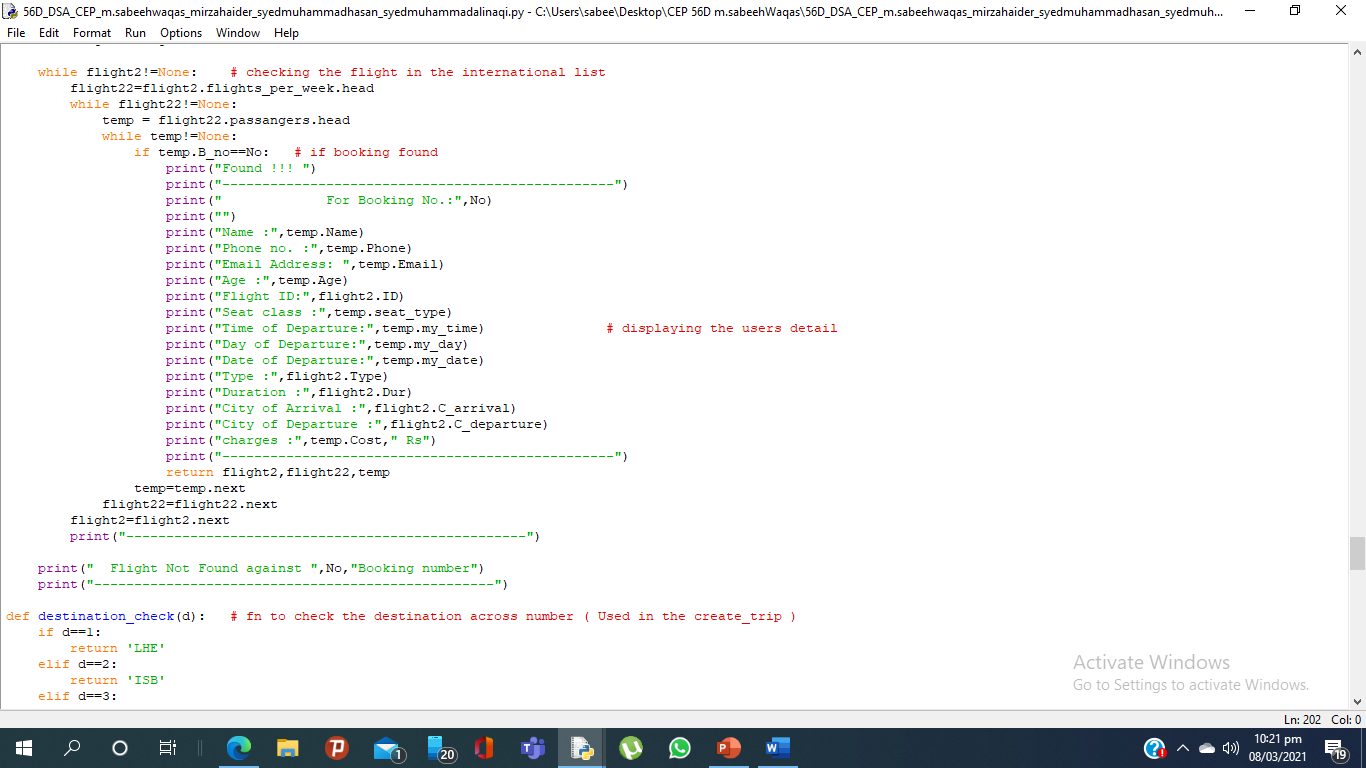 56D_DSA_CEP_m.sabeehwaqas_mirzahaider_syedmuhammadhasan_syedmuhammadalinaqi.py - C:\Users\sabee\Desktop\CEP 56D m.sabeehWaqas\56D_DSA_CEP_m.sabeehwaqas_mirzahaider_syedmuhammadhasan_syedmuh...
File Edit Format Run Options Window Help
    while flight2!=None:    # checking the flight in the international list
        flight22=flight2.flights_per_week.head
        while flight22!=None:
            temp = flight22.passangers.head
            while temp!=None:
                if temp.B_no==No:   # if booking found
                    print("Found !!! ")
                    print("-------------------------------------------------")
                    print("             For Booking No.:",No)
                    print("")
                    print("Name :",temp.Name)
                    print("Phone no. :",temp.Phone)
                    print("Email Address: ",temp.Email)
                    print("Age :",temp.Age)
                    print("Flight ID:",flight2.ID)
                    print("Seat class :",temp.seat_type)
                    print("Time of Departure:",temp.my_time)               # displaying the users detail
                    print("Day of Departure:",temp.my_day)
                    print("Date of Departure:",temp.my_date)
                    print("Type :",flight2.Type)
                    print("Duration :",flight2.Dur)
                    print("City of Arrival :",flight2.C_arrival)
                    print("City of Departure :",flight2.C_departure)
                    print("charges :",temp.Cost," Rs")
                    print("-------------------------------------------------")
                    return flight2,flight22,temp
                temp=temp.next
            flight22=flight22.next
        flight2=flight2.next
        print("--------------------------------------------------")
    print("  Flight Not Found against ",No,"Booking number")
    print("--------------------------------------------------")
def destination_check(d):   # fn to check the destination across number ( Used in the create_trip )
    if d==1:
        return 'LHE'
    elif d==2:
        return 'ISB'
    elif d==3:
Activate Windows
Go to Settings to activate Windows.
Ln: 202 Col: 0
1
20
10:21 pm
08/03/2021
19